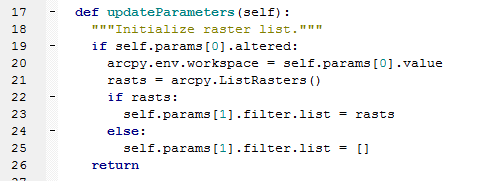 17 - def updateParameters(self):
18 """Initialize raster list."""
19 - if self.params[0].altered:
20 arcpy.env.workspace = self.params[0].value
21 rasts = arcpy.ListRasters()
22 - if rasts:
23 self.params[1].filter.list = rasts
24 - else:
25 self.params[1].filter.list = []
26 return